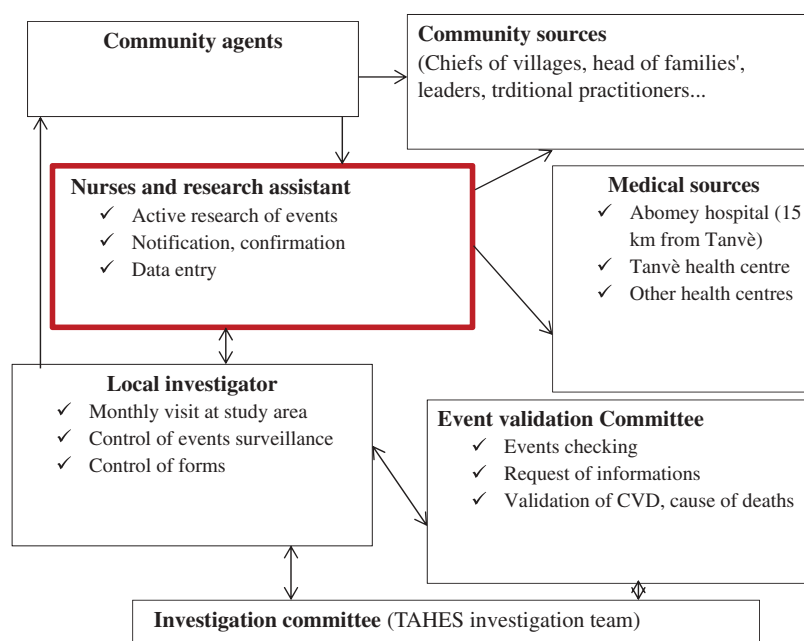 Community agents
Community sources
(Chiefs of villages, head of families',
leaders, trditional practitioners...
Nurses and research assistant
✓ Active research of events
✓ Notification, confirmation
✓ Data entry
Medical sources
✓ Abomey hospital (15
km from Tanvè)
✓ Tanvè health centre
✓ Other health centres
Local investigator
✓ Monthly visit at study area
✓ Control of events surveillance
✓ Control of forms
Event validation Committee
✓ Events checking
✓ Request of informations
✓ Validation of CVD, cause of deaths
Investigation committee (TAHES investigation team)